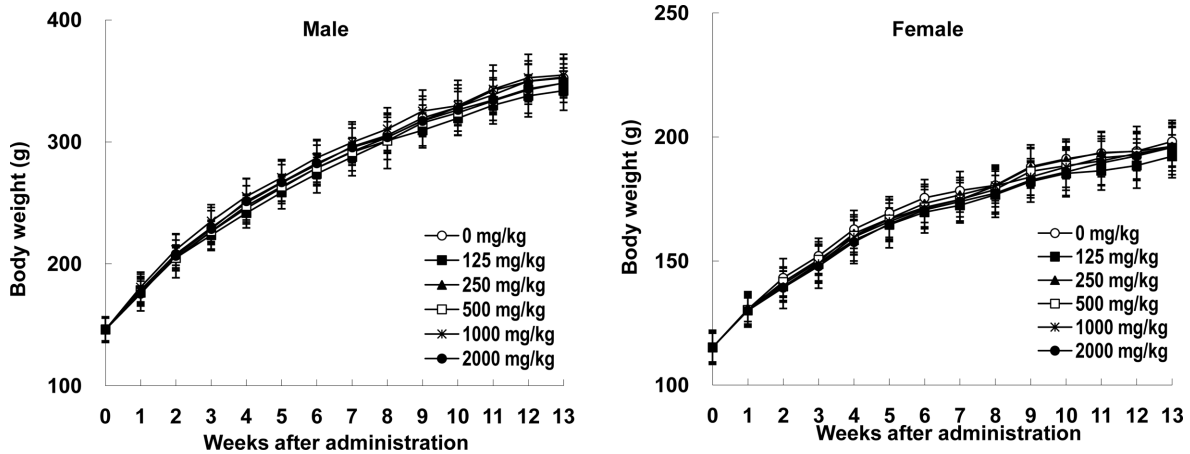 Male
Body weight (g)
400
300
200
100
0 mg/kg
125 mg/kg
250 mg/kg
500 mg/kg
1000 mg/kg
2000 mg/kg
0 1 2 3 4 5 6 7 8 9 10 11 12 13
Weeks after administration
Female
Body weight (g)
250
200
150
100
0 mg/kg
125 mg/kg
250 mg/kg
500 mg/kg
1000 mg/kg
2000 mg/kg
0 1 2 3 4 5 6 7 8 9 10 11 12 13
Weeks after administration